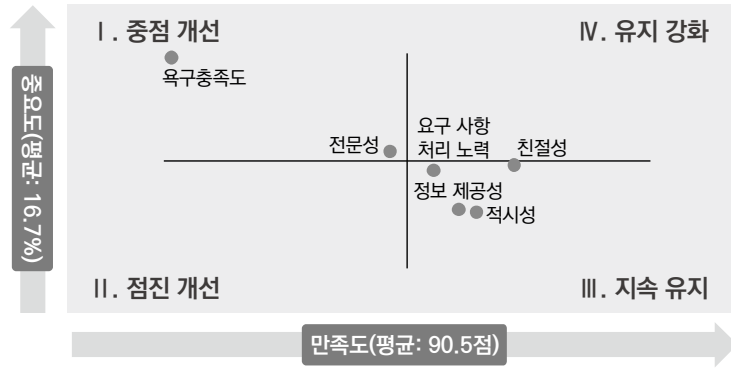 Ⅰ. 중점 개선
Ⅳ. 유지 강화
욕구충족도
전문성
요구 사항
처리 노력
친절성
정보 제공성
적시성
Ⅱ. 점진 개선
Ⅲ. 지속 유지
중요도(평균: 16.7%)
만족도(평균: 90.5점)